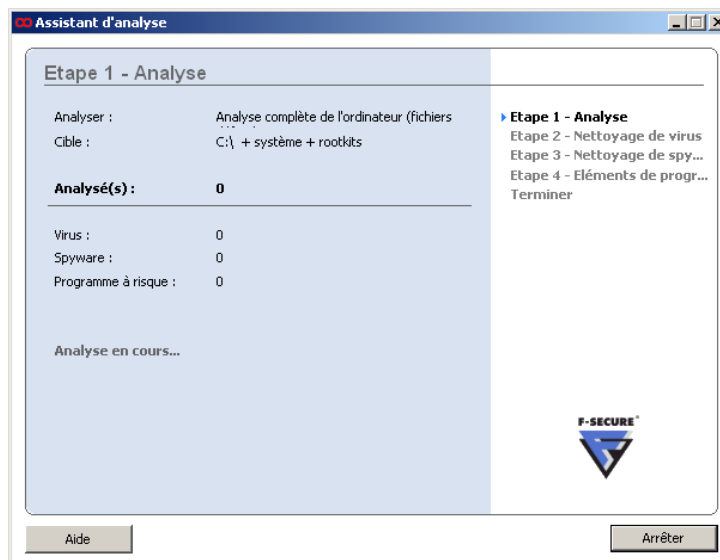 Assistant d'analyse
Etape 1 - Analyse
Analyser : Analyse complète de l'ordinateur (fichiers
Cible : C:\ + système + rootkits
Analysé(s) : 0
Virus : 0
Spyware : 0
Programme à risque : 0
Analyse en cours...
Etape 1 - Analyse
Etape 2 - Nettoyage de virus
Etape 3 - Nettoyage de spy...
Etape 4 - Eléments de progr...
Terminer
F-SECURE
Aide
Arrêter